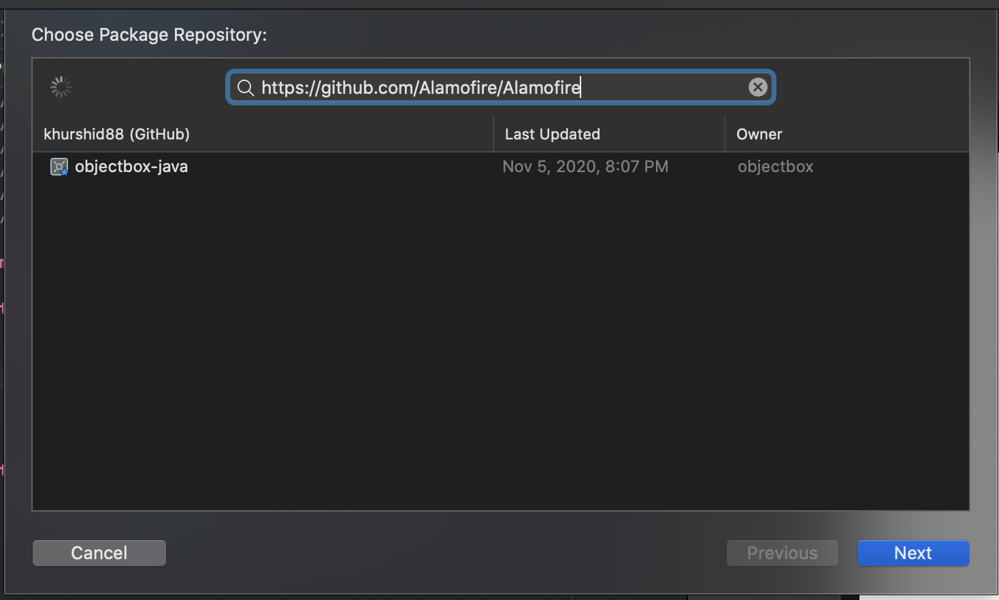 Choose Package Repository:
https://github.com/Alamofire/Alamofire
khurshid88 (GitHub) Last Updated Owner
objectbox-java Nov 5, 2020, 8:07 PM objectbox
Cancel Previous Next